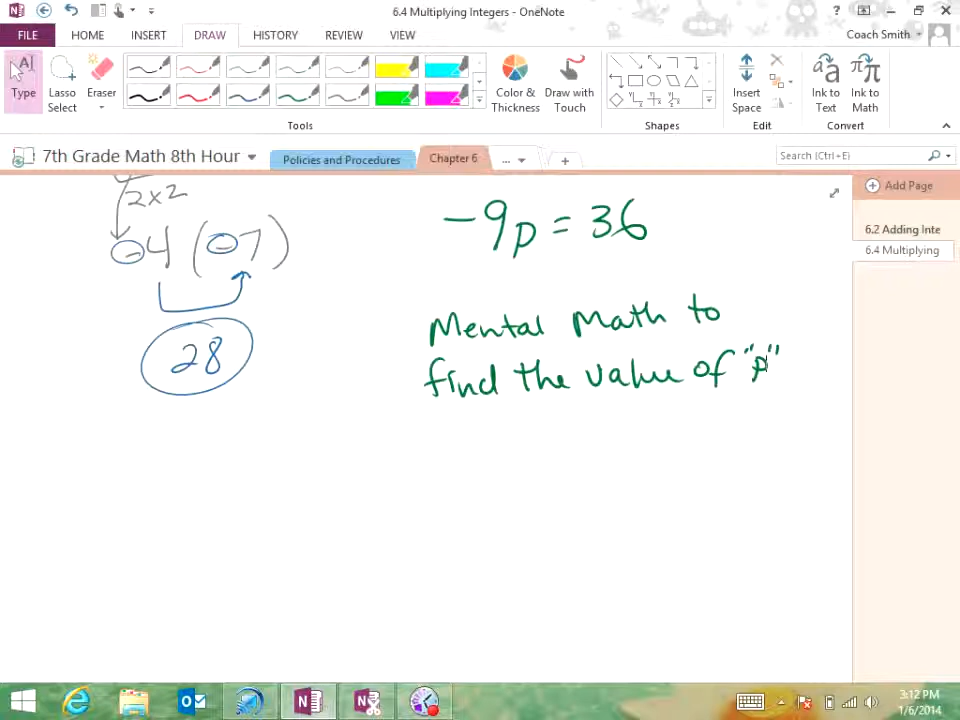 6.4 Multiplying Integers - OneNote
FILE HOME INSERT DRAW HISTORY REVIEW VIEW
Coach Smith
Type
Lasso Select
Eraser
Color & Thickness
Draw with Touch
Insert Space
Ink to Text
Ink to Math
Tools
Shapes
Edit
Convert
7th Grade Math 8th Hour
Policies and Procedures
Chapter 6
...
Search (Ctrl+E)
Add Page
6.2 Adding Inte
6.4 Multiplying
2x2
-4(-7)
28
-9p = 36
Mental Math to
find the value of "p"
3:12 PM
1/6/2014